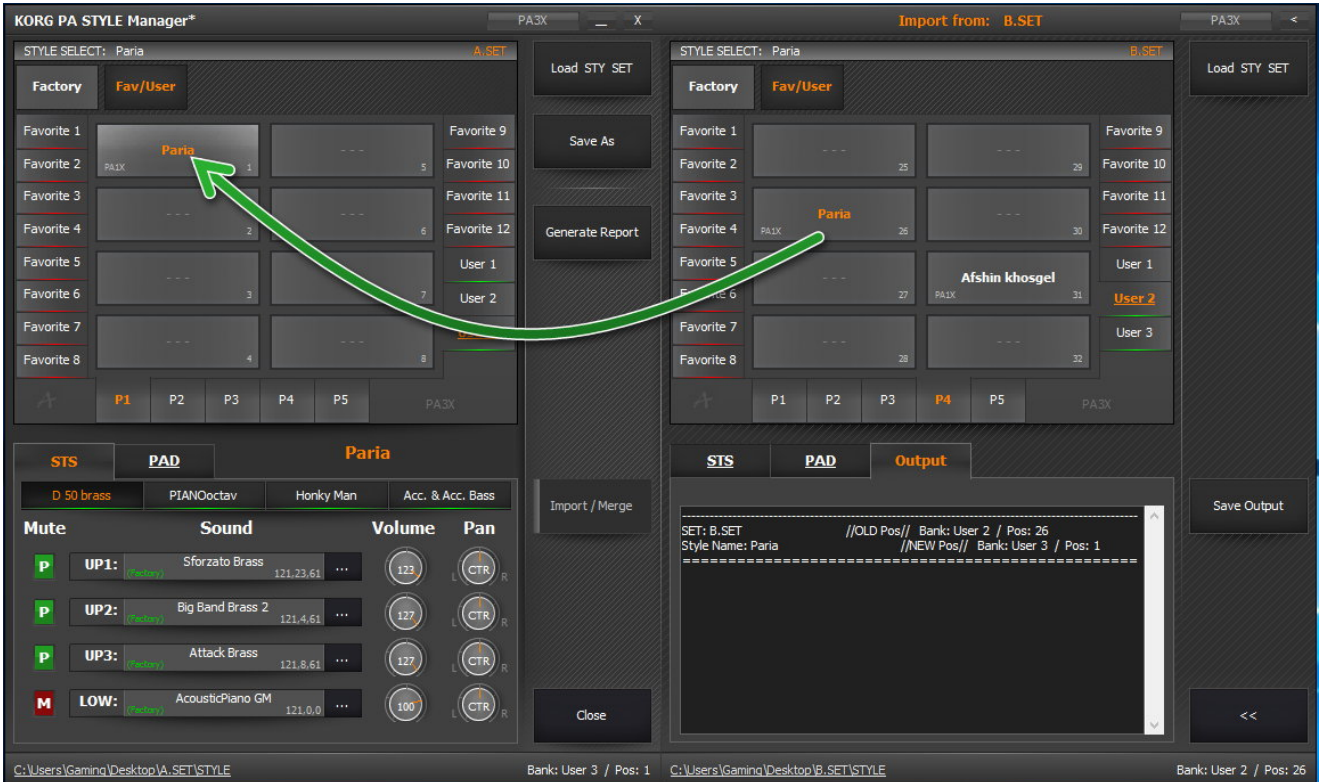 KORG PA STYLE Manager*
PA3X
X
Import from: B.SET
PA3X
<
STYLE SELECT: Paria
A.SET
Factory
Fav/User
Favorite 1
Favorite 2
Favorite 3
Favorite 4
Favorite 5
Favorite 6
Favorite 7
Favorite 8
Paria
PA1X
1
- - -
5
- - -
2
- - -
6
- - -
3
7
- - -
4
- - -
8
Favorite 9
Favorite 10
Favorite 11
Favorite 12
User 1
User 2
P1
P2
P3
P4
P5
PA3X
Load STY SET
Save As
Generate Report
Import / Merge
Close
STS
PAD
Paria
D 50 brass
PIANOoctav
Honky Man
Acc. & Acc. Bass
Mute
Sound
Volume
Pan
P
UP1:
(Factory)
Sforzato Brass
121,23,61
...
123
L
CTR
R
P
UP2:
(Factory)
Big Band Brass 2
121,4,61
...
127
L
CTR
R
P
UP3:
(Factory)
Attack Brass
121,8,61
...
127
L
CTR
R
M
LOW:
(Factory)
AcousticPiano GM
121,0,0
...
100
L
CTR
R
C:\Users\Gaming\Desktop\A.SET\STYLE
Bank: User 3 / Pos: 1
STYLE SELECT: Paria
B.SET
Factory
Fav/User
Favorite 1
Favorite 2
Favorite 3
Favorite 4
Favorite 5
Favorite 7
Favorite 8
- - -
25
- - -
29
Paria
PA1X
26
- - -
30
- - -
27
Afshin khosgel
PA1X
31
- - -
28
- - -
32
Favorite 9
Favorite 10
Favorite 11
Favorite 12
User 1
User 2
User 3
P1
P2
P3
P4
P5
PA3X
Load STY SET
STS
PAD
Output
SET: B.SET //OLD Pos// Bank: User 2 / Pos: 26
Style Name: Paria //NEW Pos// Bank: User 3 / Pos: 1
Save Output
<<
C:\Users\Gaming\Desktop\B.SET\STYLE
Bank: User 2 / Pos: 26